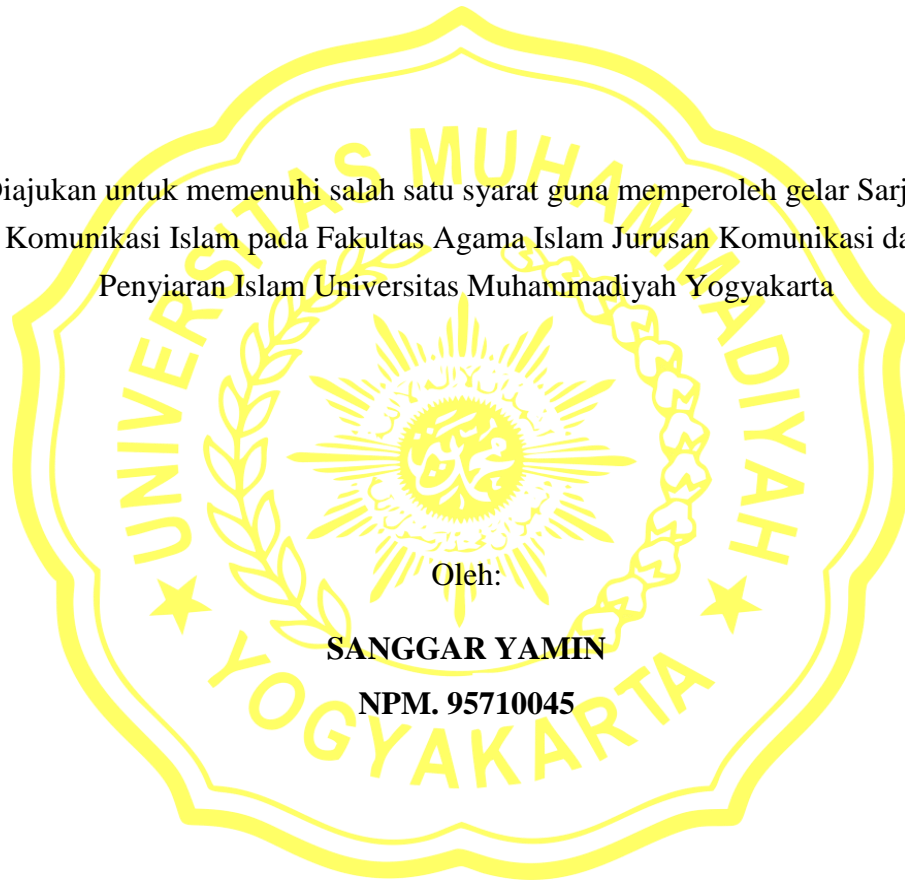 Diajukan untuk memenuhi salah satu syarat guna memperoleh gelar Sarj
Komunikasi Islam pada Fakultas Agama Islam Jurusan Komunikasi da
Penyiaran Islam Universitas Muhammadiyah Yogyakarta
UNIVERSITAS MUHAMMADIYAH
Oleh:
SANGGAR YAMIN
NPM. 95710045
★ YOGYAKARTA ★